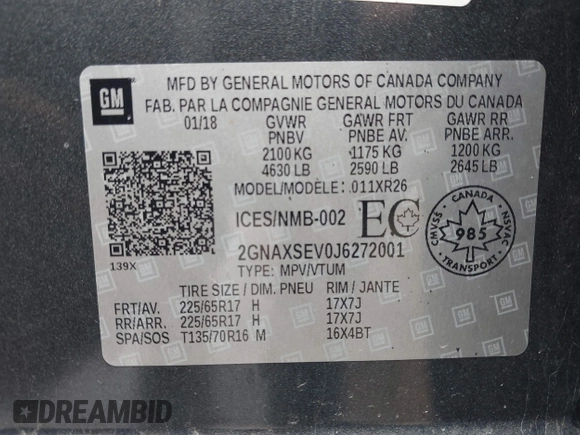 GM
MFD BY GENERAL MOTORS OF CANADA COMPANY
FAB. PAR LA COMPAGNIE GENERAL MOTORS DU CANADA
01/18 GVWR GAWR FRT GAWR RR
PNBV PNBE AV. PNBE ARR.
2100 KG 1175 KG 1200 KG
4630 LB 2590 LB 2645 LB
MODEL/MODÈLE: 011XR26
ICES/NMB-002 EC
CANADA
CMVSS 985 NSVAC
TRANSPORT
139X
2GNAXSEV0J6272001
TYPE: MPV/VTUM
TIRE SIZE / DIM. PNEU RIM / JANTE
FRT/AV. 225/65R17 H 17X7J
RR/ARR. 225/65R17 H 17X7J
SPA/SOS T135/70R16 M 16X4BT
DREAMBID